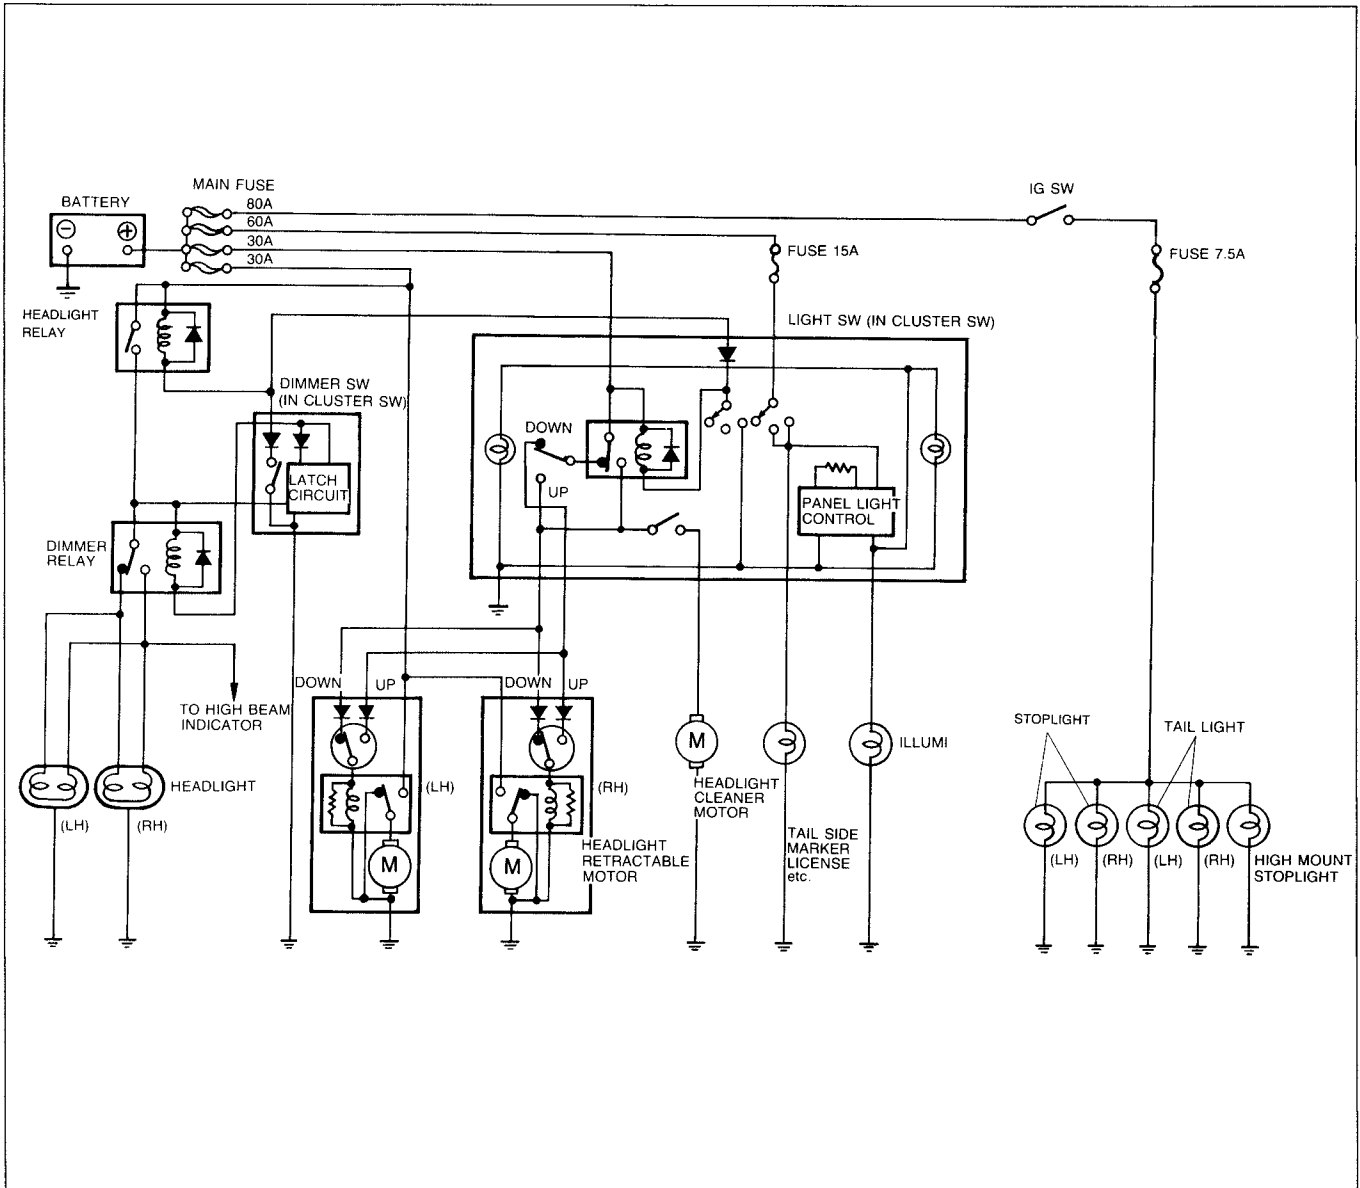 MAIN FUSE
80A
60A
30A
30A
BATTERY
⊖ ⊕
IG SW
FUSE 15A
FUSE 7.5A
HEADLIGHT
RELAY
LIGHT SW (IN CLUSTER SW)
DIMMER SW
(IN CLUSTER SW)
DOWN
UP
LATCH
CIRCUIT
PANEL LIGHT
CONTROL
DIMMER
RELAY
TO HIGH BEAM
INDICATOR
DOWN
UP
DOWN
UP
M
HEADLIGHT
CLEANER
MOTOR
ILLUMI
STOPLIGHT
TAIL LIGHT
HEADLIGHT
(LH)
(RH)
(LH)
(RH)
M
M
HEADLIGHT
RETRACTABLE
MOTOR
TAIL SIDE
MARKER
LICENSE
etc.
(LH)
(RH)
(LH)
(RH)
HIGH MOUNT
STOPLIGHT